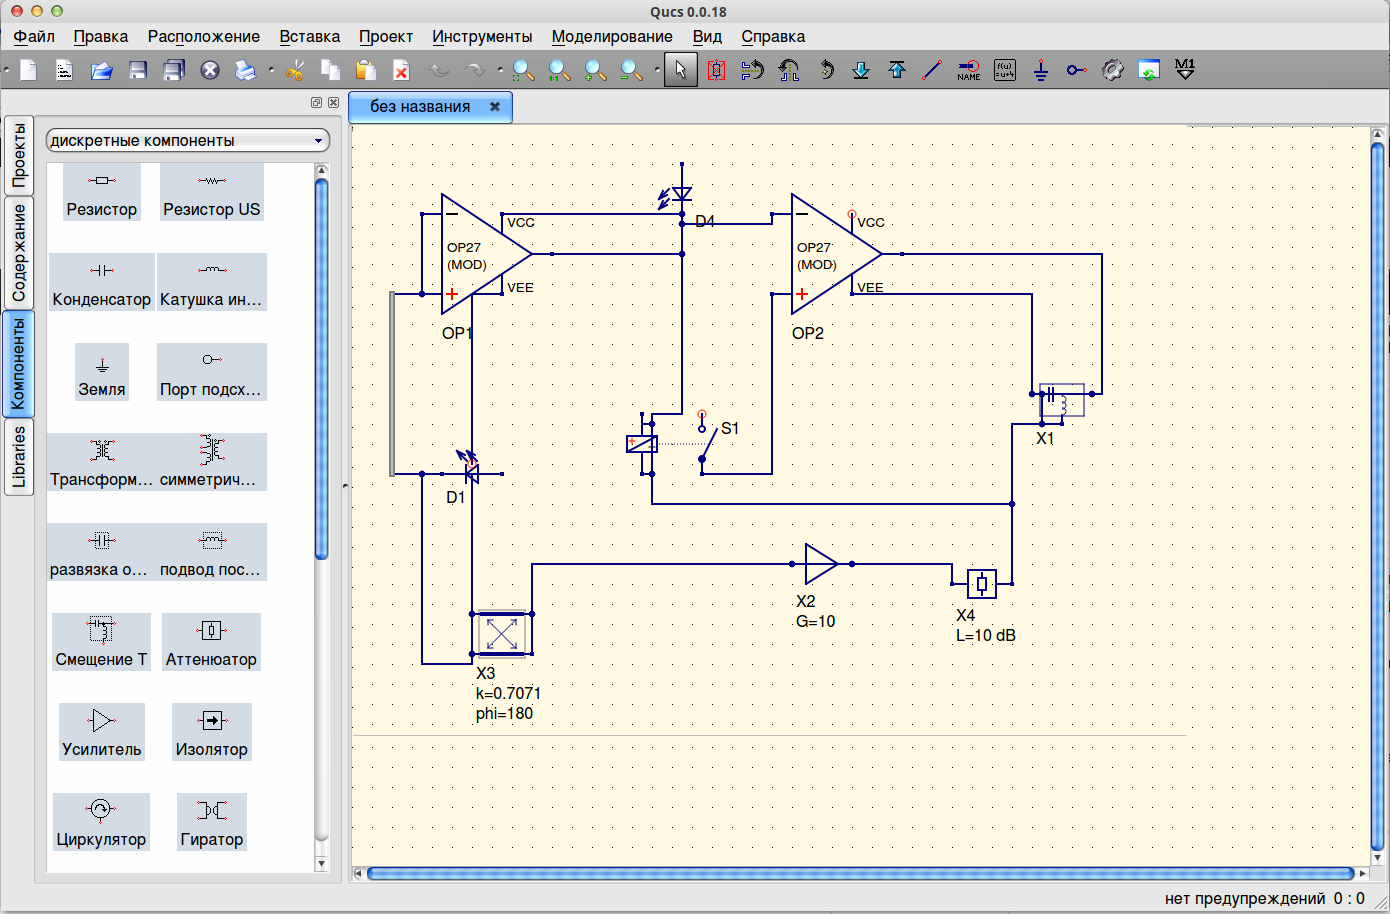 Qucs 0.0.18
Файл Правка Расположение Вставка Проект Инструменты Моделирование Вид Справка
1:1
NAME
f(u)
u=4
M1
без названия
Проекты
Содержание
Компоненты
Libraries
дискретные компоненты
Резистор Резистор US
Конденсатор Катушка ин...
Земля Порт подсх...
Трансформ... симметрич...
развязка о... подвод пос...
Смещение Т Аттенюатор
Усилитель Изолятор
Циркулятор Гиратор
VCC
OP27
(MOD)
VEE
OP1
D4
VCC
OP27
(MOD)
VEE
OP2
S1
X1
D1
X2
G=10
X4
L=10 dB
X3
k=0.7071
phi=180
нет предупреждений 0 : 0